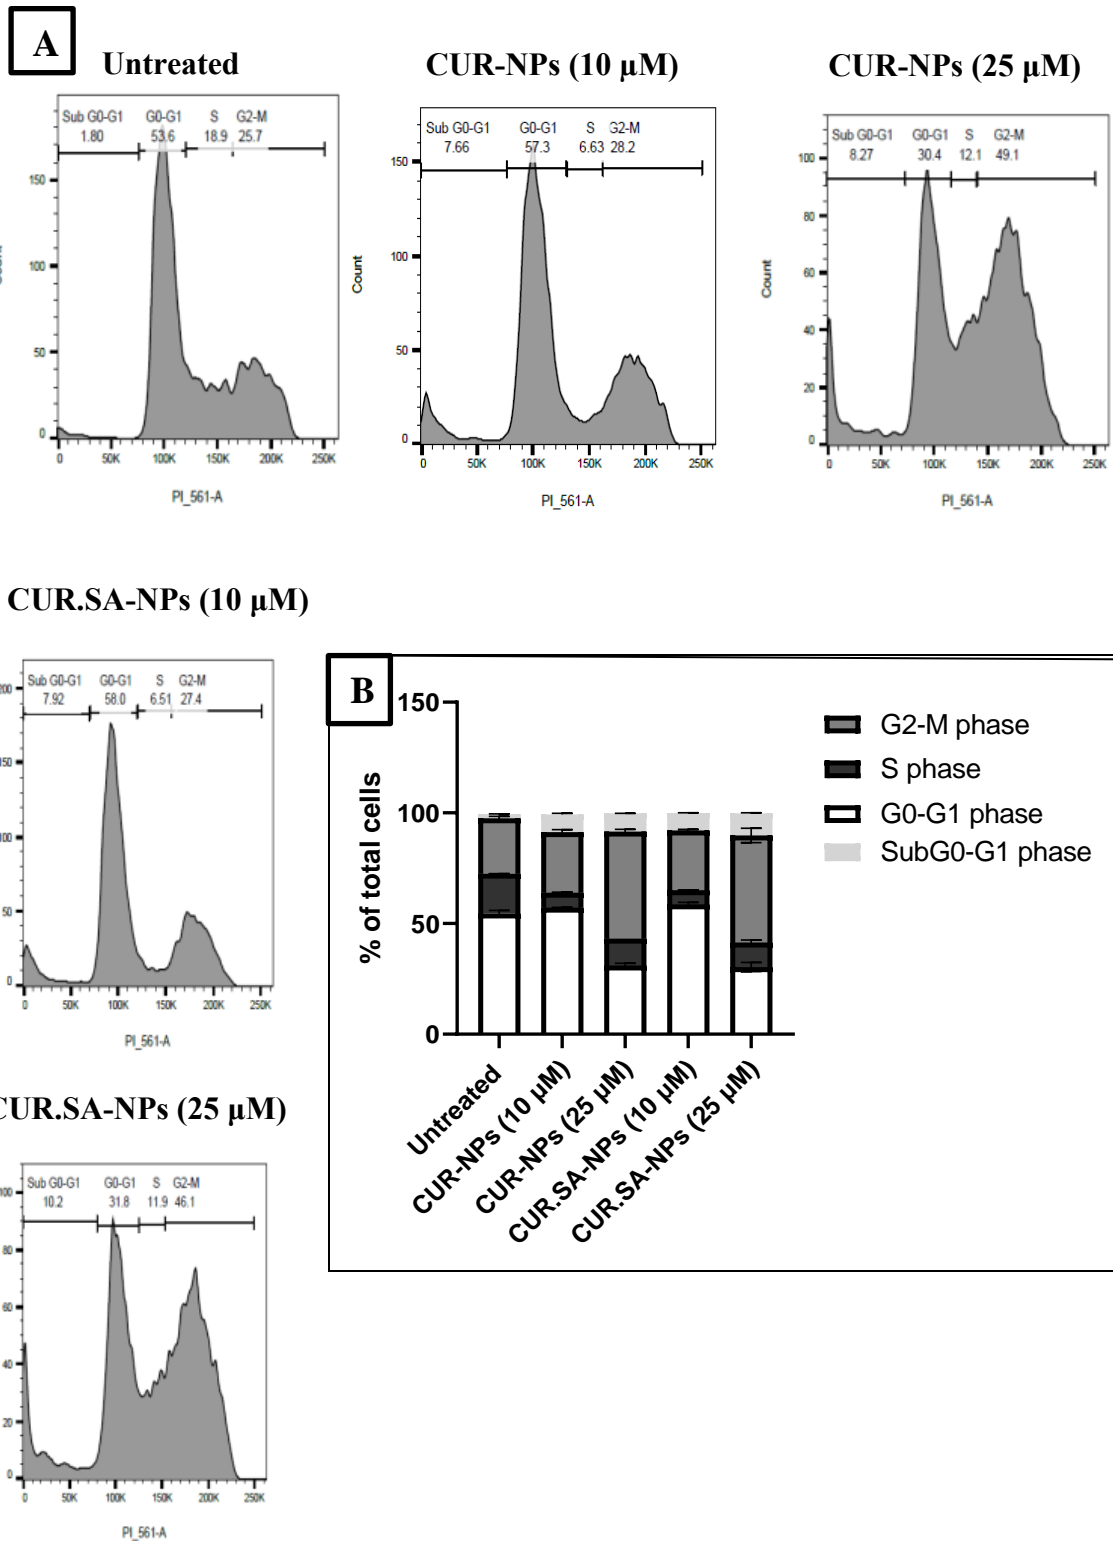 A
Untreated
CUR-NPs (10 µM)
CUR-NPs (25 µM)
Sub G0-G1 G0-G1 S G2-M
1.80 53.6 18.9 25.7
150
100
50
0
0 50K 100K 150K 200K 250K
PI_561-A
Sub G0-G1 G0-G1 S G2-M
7.66 57.3 6.63 28.2
Count
150
100
50
0
0 50K 100K 150K 200K 250K
PI_561-A
Sub G0-G1 G0-G1 S G2-M
8.27 30.4 12.1 49.1
Count
100
80
60
40
20
0
0 50K 100K 150K 200K 250K
PI_561-A
CUR.SA-NPs (10 µM)
Sub G0-G1 G0-G1 S G2-M
7.92 58.0 6.51 27.4
200
150
100
50
0
0 50K 100K 150K 200K 250K
PI_561-A
CUR.SA-NPs (25 µM)
Sub G0-G1 G0-G1 S G2-M
10.2 31.8 11.9 46.1
100
80
60
40
20
0
0 50K 100K 150K 200K 250K
PI_561-A
B
% of total cells
150
100
50
0
Untreated
CUR-NPs (10 µM)
CUR-NPs (25 µM)
CUR.SA-NPs (10 µM)
CUR.SA-NPs (25 µM)
G2-M phase
S phase
G0-G1 phase
SubG0-G1 phase